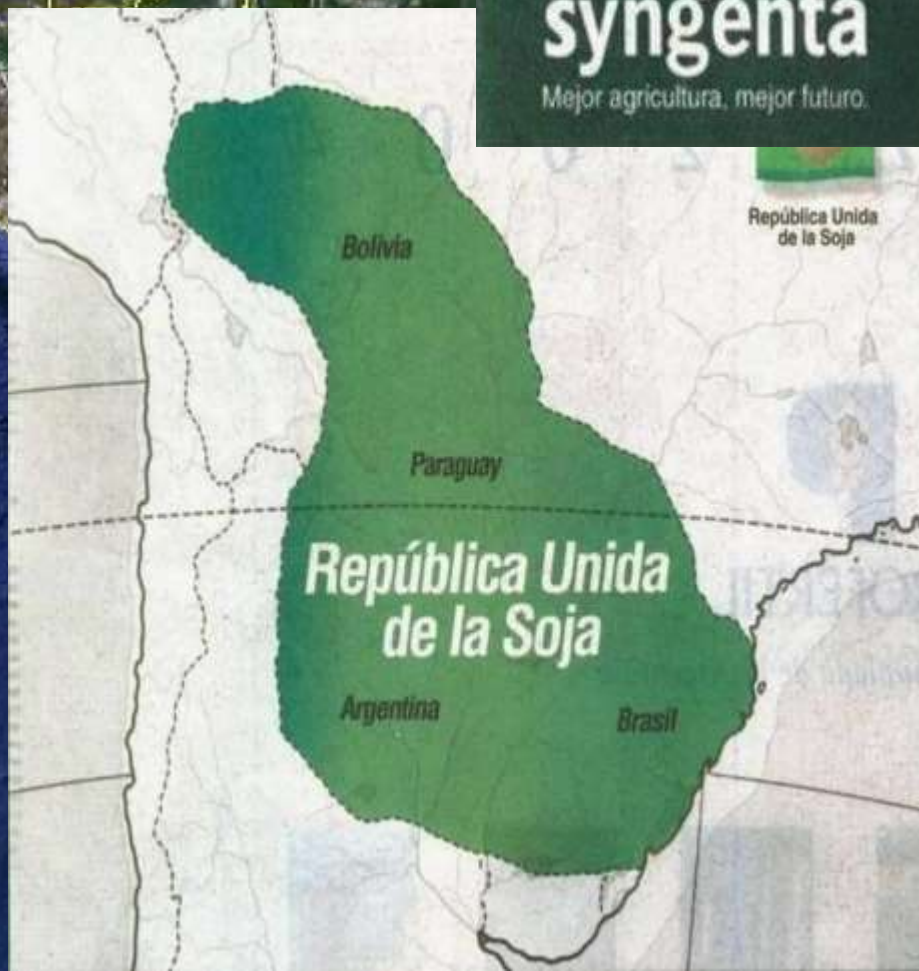 syngenta
Mejor agricultura, mejor futuro.
República Unida
de la Soja
Bolivia
Paraguay
República Unida
de la Soja
Argentina
Brasil